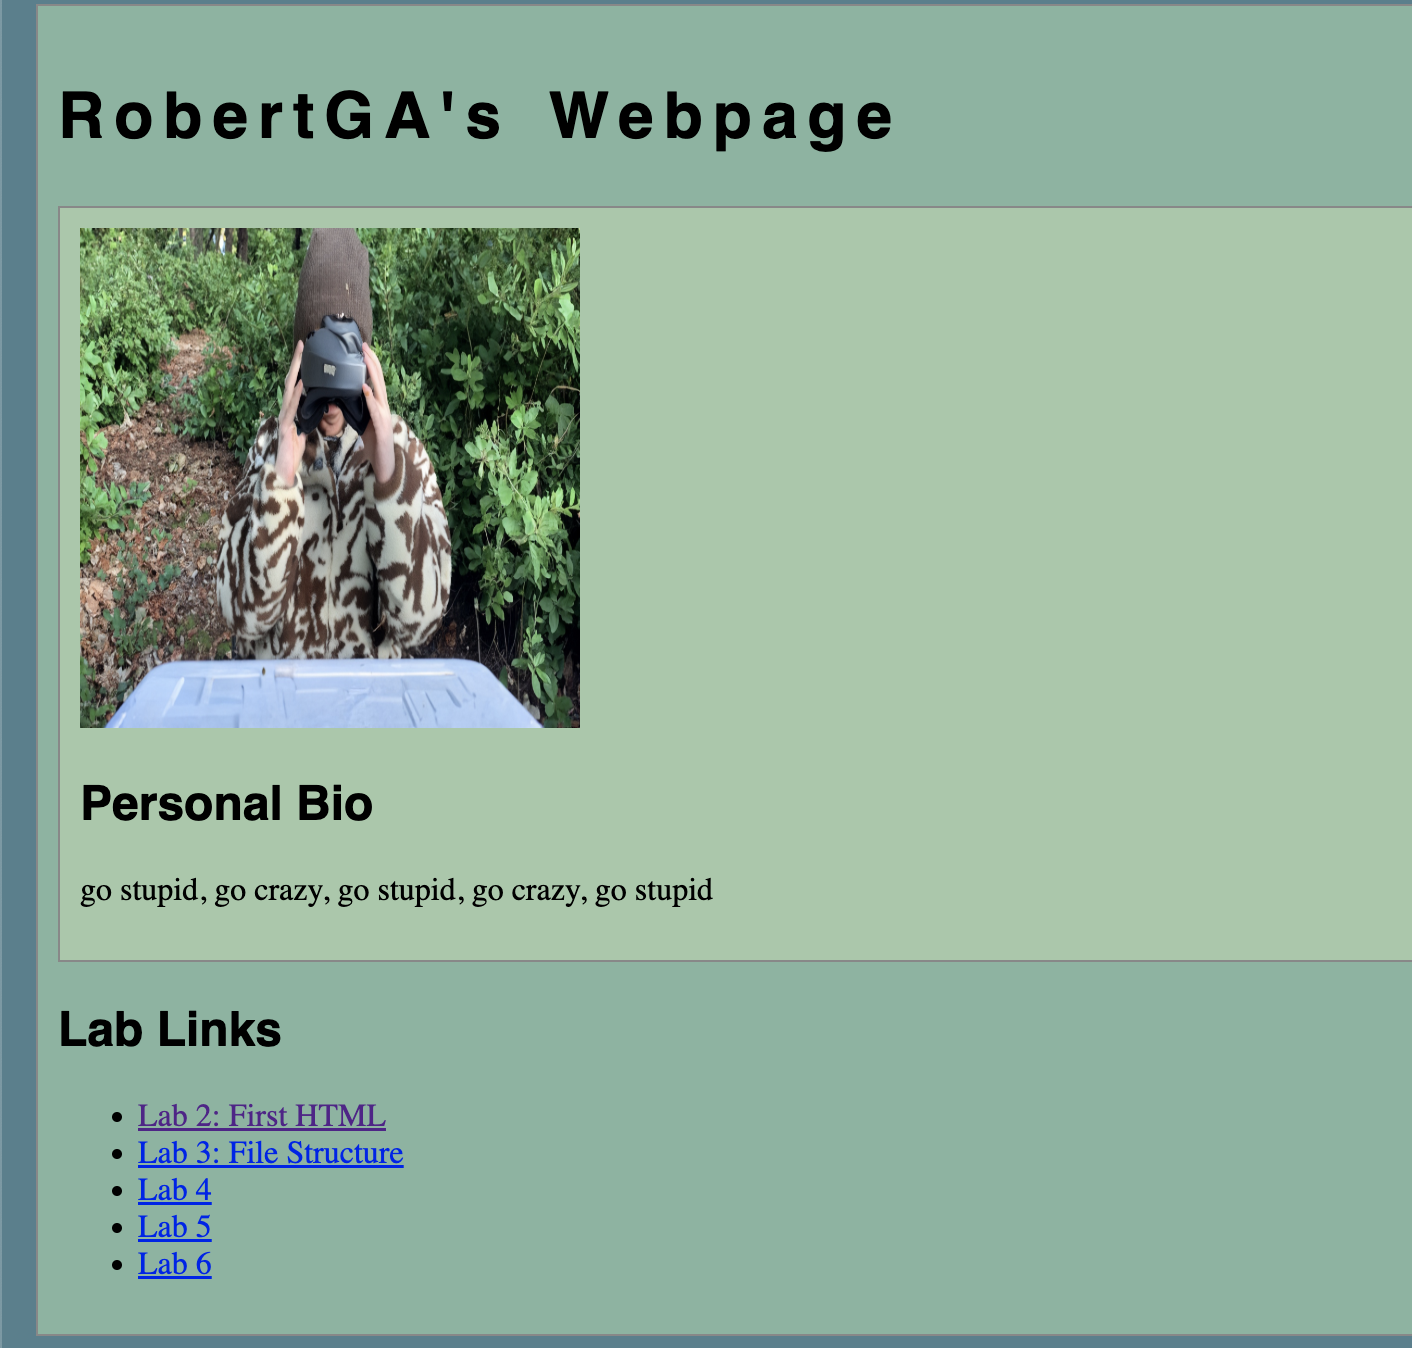 RobertGA's Webpage
Personal Bio
go stupid, go crazy, go stupid, go crazy, go stupid
Lab Links
Lab 2: First HTML
Lab 3: File Structure
Lab 4
Lab 5
Lab 6